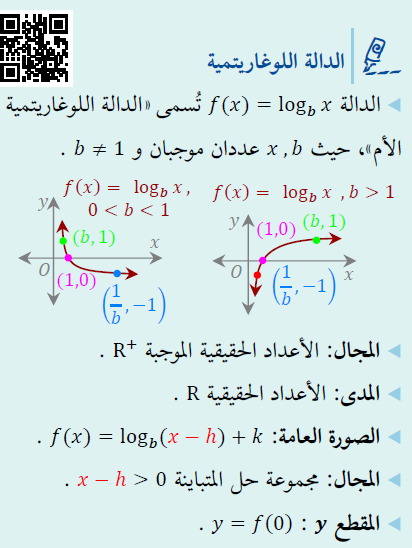 الدالة اللوغاريتمية
الدالة f(x) = log_b x تُسمى «الدالة اللوغاريتمية
الأم»، حيث x, b عددان موجبان و b ≠ 1 .
f(x) = log_b x , b > 1
y
(1,0)
(b, 1)
O
x
(1/b, −1)
f(x) = log_b x ,
0 < b < 1
y
(b, 1)
x
O
(1,0)
(1/b, −1)
المجال: الأعداد الحقيقية الموجبة R⁺ .
المدى: الأعداد الحقيقية R .
الصورة العامة: f(x) = log_b(x − h) + k .
المجال: مجموعة حل المتباينة x − h > 0 .
المقطع y : y = f(0) .